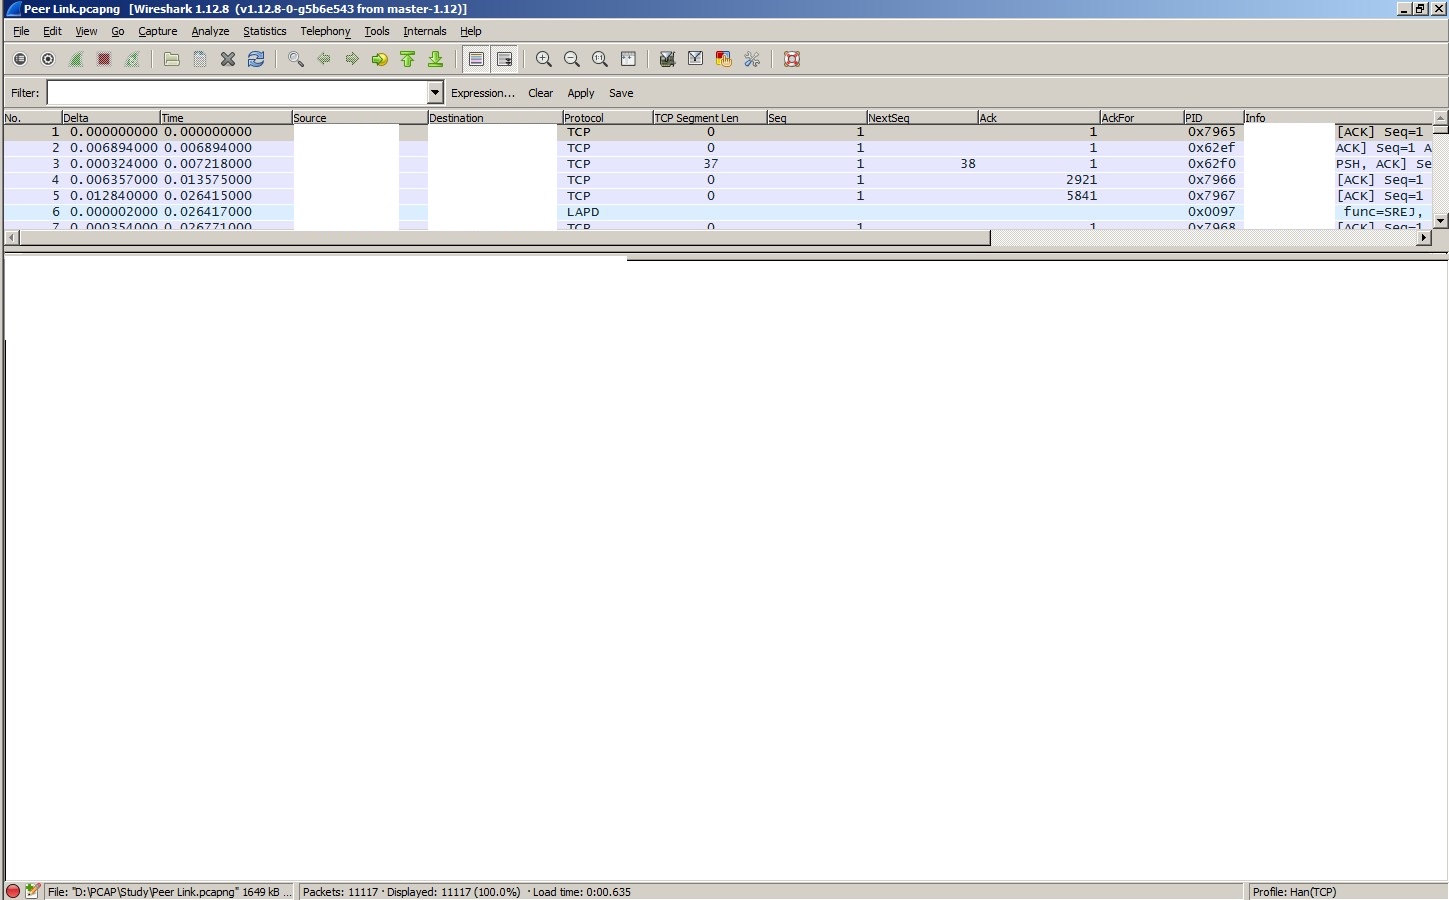 Peer Link.pcapng [Wireshark 1.12.8 (v1.12.8-0-g5b6e543 from master-1.12)]
File Edit View Go Capture Analyze Statistics Telephony Tools Internals Help
Filter: Expression... Clear Apply Save
No. Delta Time Source Destination Protocol TCP Segment Len Seq NextSeq Ack AckFor PID Info
1 0.000000000 0.000000000 TCP 0 1 1 0x7965 [ACK] Seq=1
2 0.006894000 0.006894000 TCP 0 1 1 0x62ef ACK] Seq=1 A
3 0.000324000 0.007218000 TCP 37 1 38 1 0x62f0 PSH, ACK] Se
4 0.006357000 0.013575000 TCP 0 1 2921 0x7966 [ACK] Seq=1
5 0.012840000 0.026415000 TCP 0 1 5841 0x7967 [ACK] Seq=1
6 0.000002000 0.026417000 LAPD 0x0097 func=SREJ,
7 0.000354000 0.026771000 TCP 0 1 1 0x7968 [ACK] Seq=1
File: "D:\PCAP\Study\Peer Link.pcapng" 1649 kB ... Packets: 11117 · Displayed: 11117 (100.0%) · Load time: 0:00.635 Profile: Han(TCP)